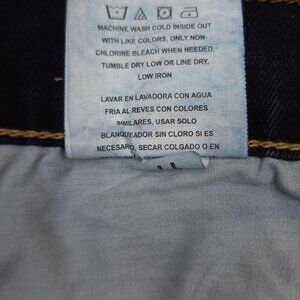 MACHINE WASH COLD INSIDE OUT
WITH LIKE COLORS, ONLY NON-
CHLORINE BLEACH WHEN NEEDED,
TUMBLE DRY LOW OR LINE DRY,
LOW IRON
LAVAR EN LAVADORA CON AGUA
FRIA AL REVES CON COLORES
SIMILARES, USAR SOLO
BLANQUEADOR SIN CLORO SI ES
NECESARIO, SECAR COLGADO O EN